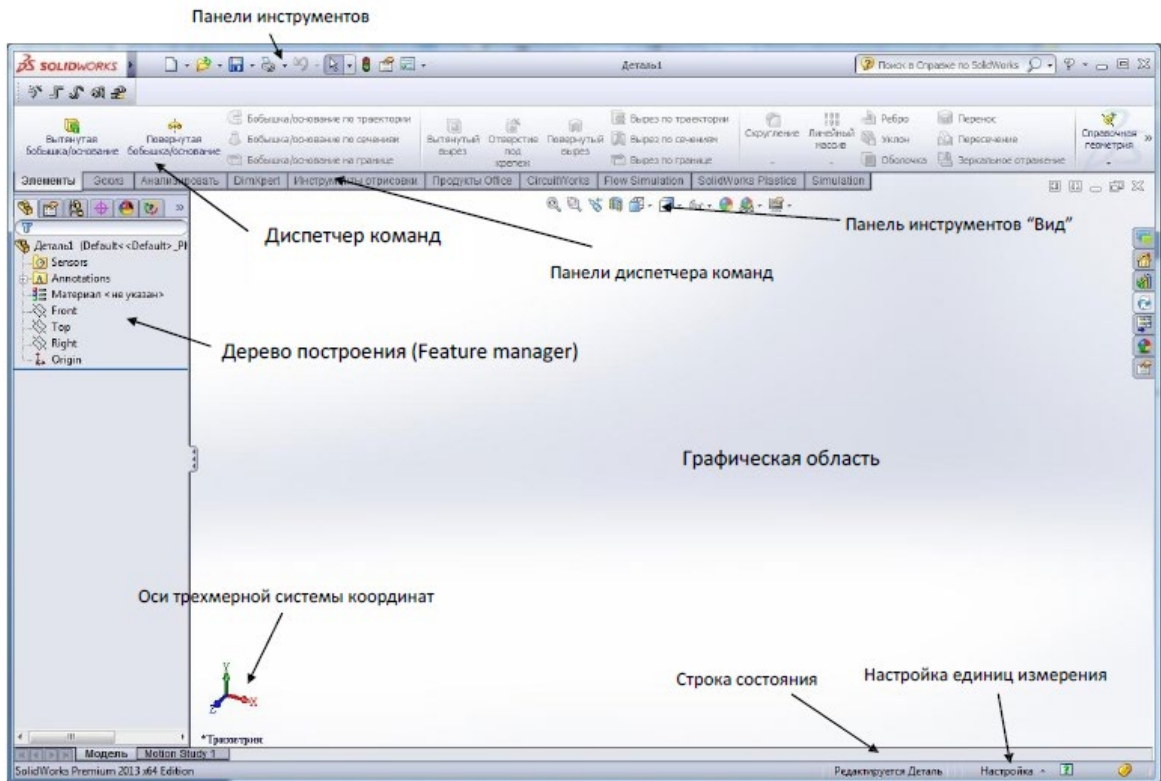 Панели инструментов
SOLIDWORKS
Деталь1
Поиск в Справке по SolidWorks
Вытянутая бобышка/основание
Повернутая бобышка/основание
Бобышка/основание по траектории
Бобышка/основание по сечениям
Бобышка/основание на границе
Вытянутый вырез
Отверстие под крепеж
Повернутый вырез
Вырез по траектории
Вырез по сечениям
Вырез по границе
Скругление
Линейный массив
Ребро
Уклон
Оболочка
Перенос
Пересечение
Зеркальное отражение
Справочная геометрия
Элементы Эскиз Анализировать DimXpert Инструменты отрисовки Продукты Office CircuitWorks Flow Simulation SolidWorks Plastics Simulation
Диспетчер команд
Панель инструментов “Вид”
Панели диспетчера команд
Деталь1 (Default<<Default>_Pl
Sensors
Annotations
Материал <не указан>
Front
Top
Right
Origin
Дерево построения (Feature manager)
Графическая область
Оси трехмерной системы координат
Y
X
Z
*Триметрия
Строка состояния
Настройка единиц измерения
Модель Motion Study 1
SolidWorks Premium 2013 x64 Edition
Редактируется Деталь
Настройка